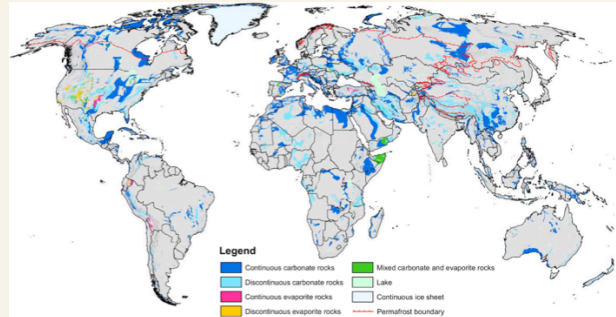 Legend
Continuous carbonate rocks
Discontinuous carbonate rocks
Continuous evaporite rocks
Discontinuous evaporite rocks
Mixed carbonate and evaporite rocks
Lake
Continuous ice sheet
Permafrost boundary